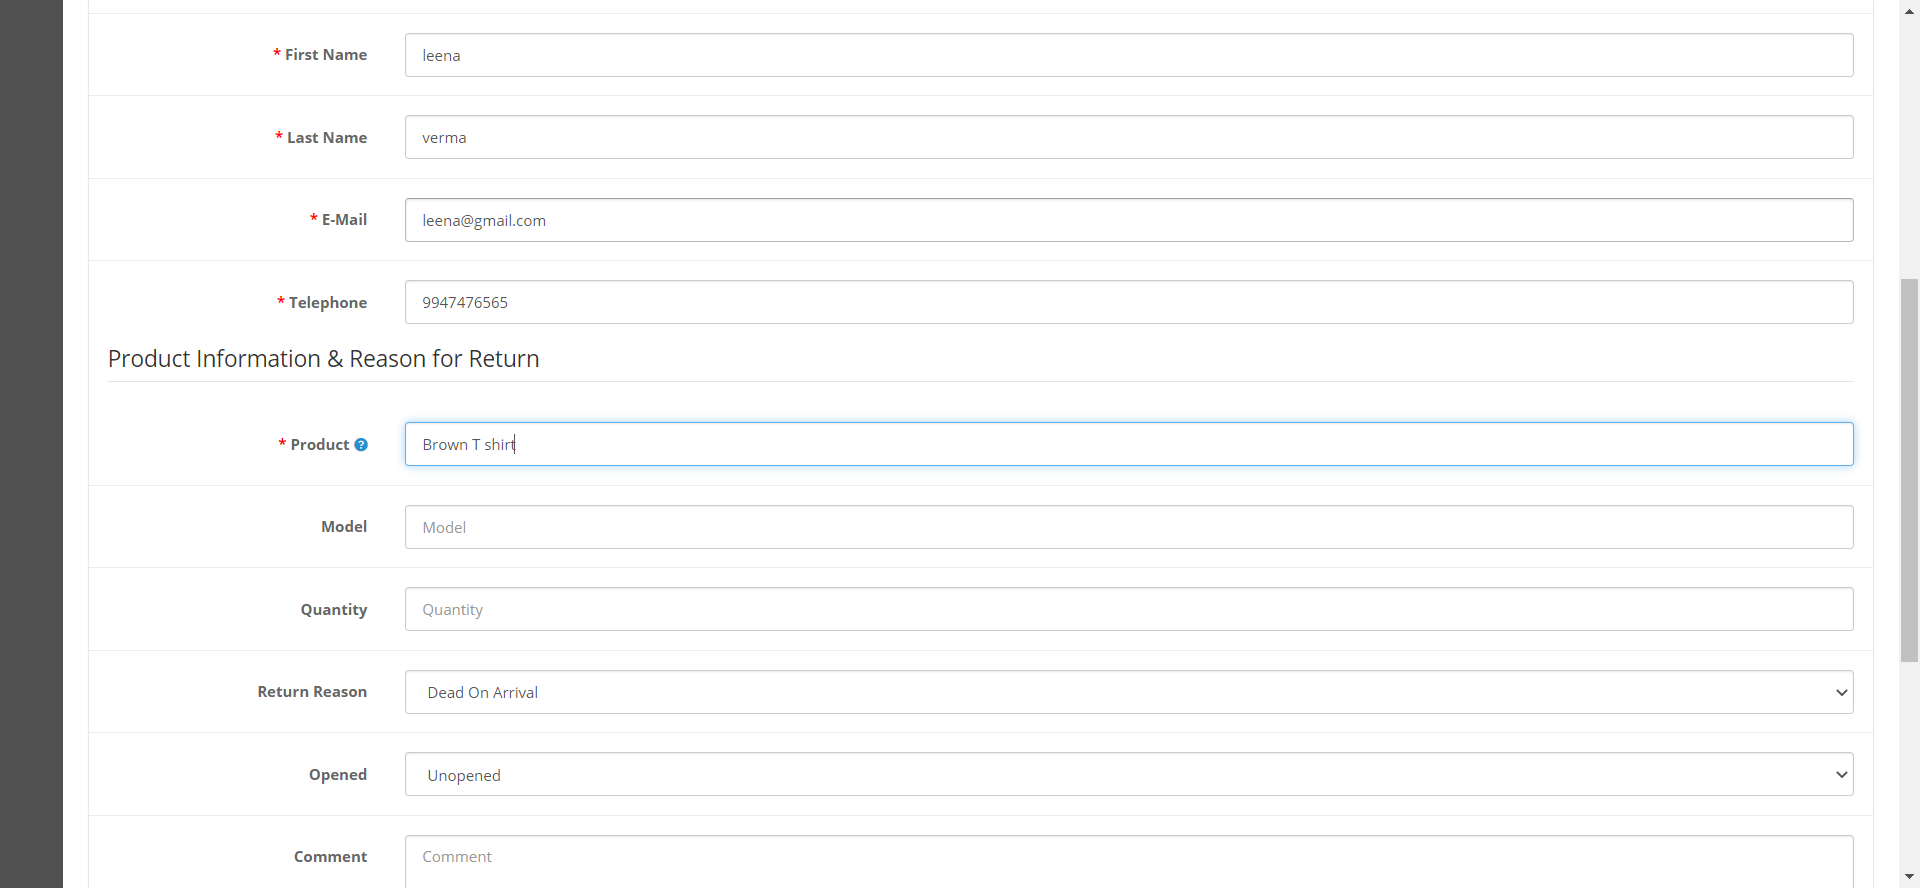 * First Name leena
* Last Name verma
* E-Mail leena@gmail.com
* Telephone 9947476565
Product Information & Reason for Return
* Product ? Brown T shirt
Model Model
Quantity Quantity
Return Reason Dead On Arrival
Opened Unopened
Comment Comment